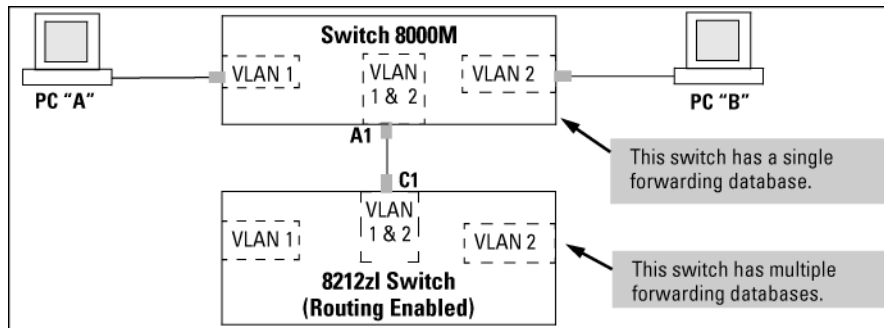 Switch 8000M
VLAN 1
VLAN
1 & 2
VLAN 2
PC "A"
PC "B"
A1
This switch has a single
forwarding database.
C1
VLAN 1
VLAN
1 & 2
VLAN 2
8212zl Switch
(Routing Enabled)
This switch has multiple
forwarding databases.